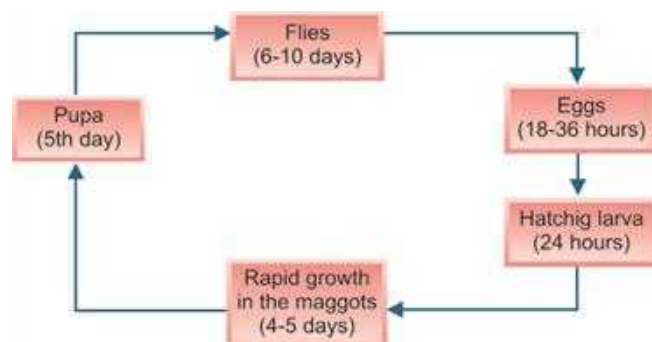 Flies
(6-10 days)
Eggs
(18-36 hours)
Hatchig larva
(24 hours)
Rapid growth
in the maggots
(4-5 days)
Pupa
(5th day)